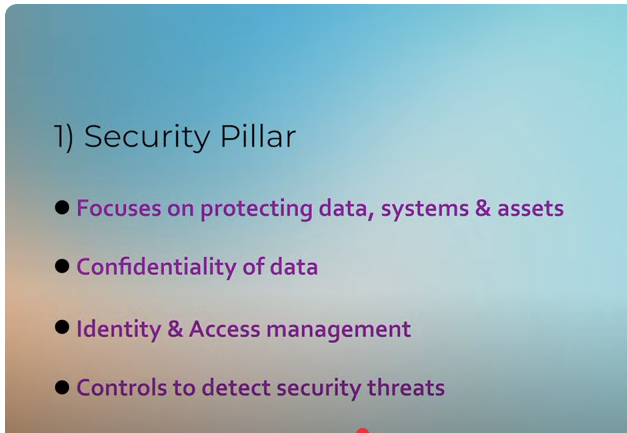 1) Security Pillar
● Focuses on protecting data, systems & assets
● Confidentiality of data
● Identity & Access management
● Controls to detect security threats